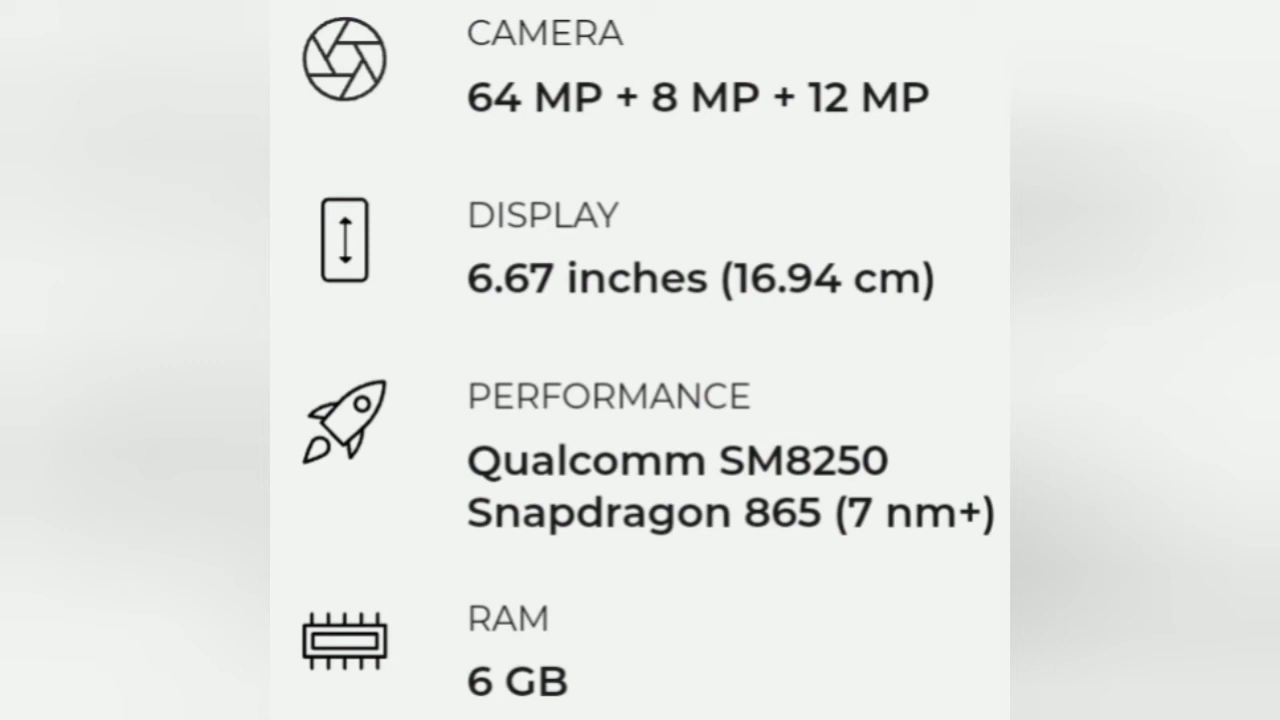 CAMERA
64 MP + 8 MP + 12 MP
DISPLAY
6.67 inches (16.94 cm)
PERFORMANCE
Qualcomm SM8250
Snapdragon 865 (7 nm+)
RAM
6 GB